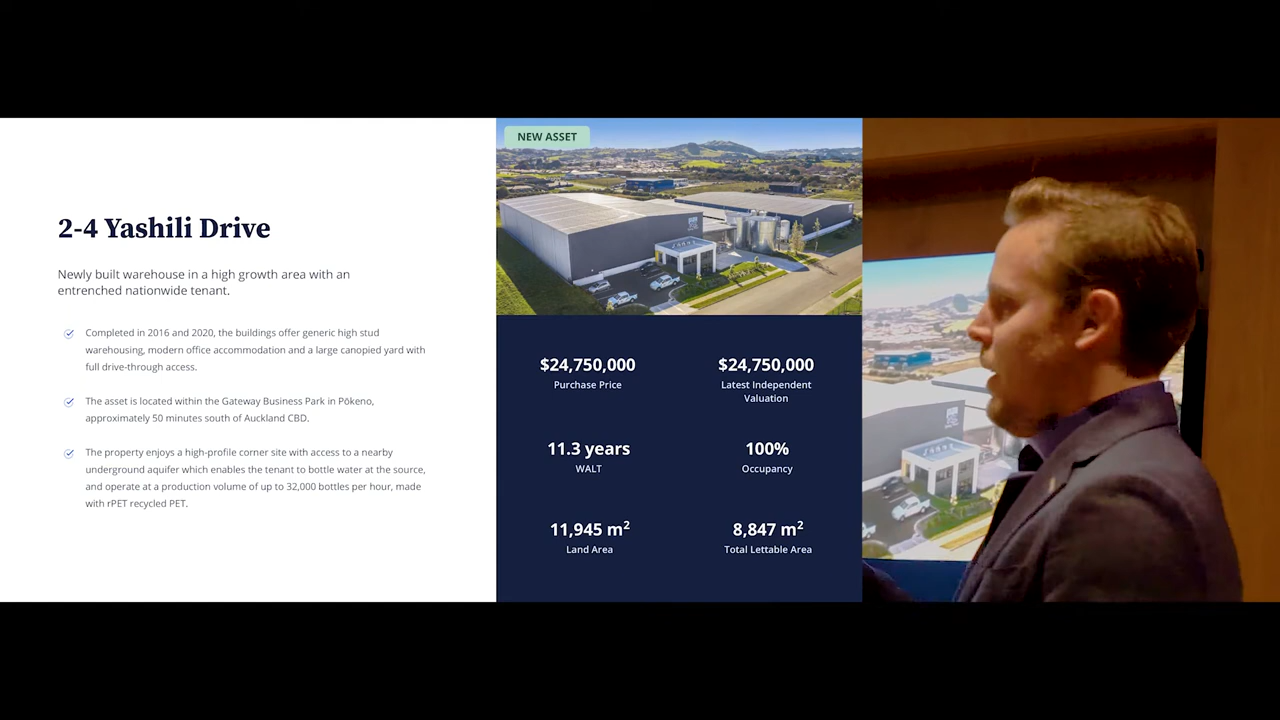 2-4 Yashili Drive
Newly built warehouse in a high growth area with an
entrenched nationwide tenant.
Completed in 2016 and 2020, the buildings offer generic high stud
warehousing, modern office accommodation and a large canopied yard with
full drive-through access.
The asset is located within the Gateway Business Park in Pōkeno,
approximately 50 minutes south of Auckland CBD.
The property enjoys a high-profile corner site with access to a nearby
underground aquifer which enables the tenant to bottle water at the source,
and operate at a production volume of up to 32,000 bottles per hour, made
with rPET recycled PET.
NEW ASSET
$24,750,000
Purchase Price
$24,750,000
Latest Independent
Valuation
11.3 years
WALT
100%
Occupancy
11,945 m²
Land Area
8,847 m²
Total Lettable Area